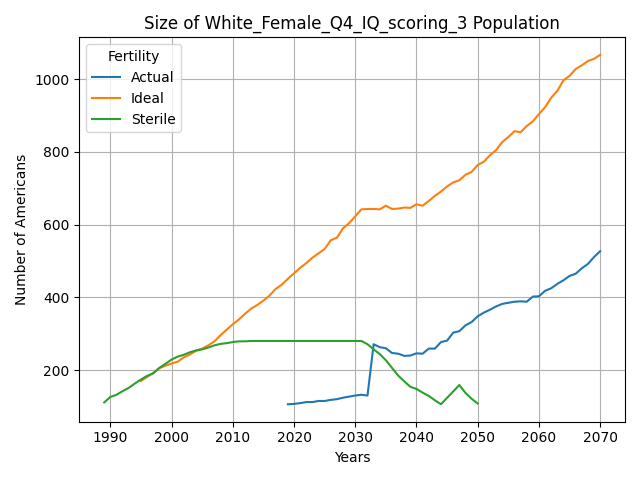 Size of White_Female_Q4_IQ_scoring_3 Population
Fertility
Actual
Ideal
Sterile
Number of Americans
1000
800
600
400
200
1990 2000 2010 2020 2030 2040 2050 2060 2070
Years